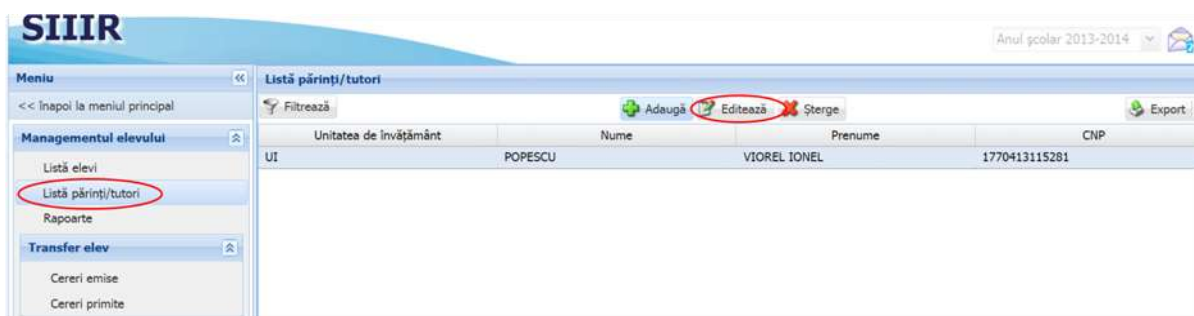 SIIIR
Anul școlar 2013-2014
Meniu
Listă părinți/tutori
<< Înapoi la meniul principal
Filtrează Adaugă Editează Șterge Export
Managementul elevului
Unitatea de învățământ Nume Prenume CNP
UI POPESCU VIOREL IONEL 1770413115281
Listă elevi
Listă părinți/tutori
Rapoarte
Transfer elev
Cereri emise
Cereri primite